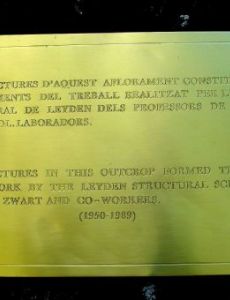 CTURES D'AQUEST AFLORAMENT CONSTIT
MENTS DEL TREBALL REALITZAT PER L
RAL DE LEYDEN DELS PROFESSORS DE
OL.LABORADORS.
CTURES IN THIS OUTCROP FORMED T
ORK BY THE LEYDEN STRUCTURAL SC
ZWART AND CO-WORKERS.
(1950-1989)